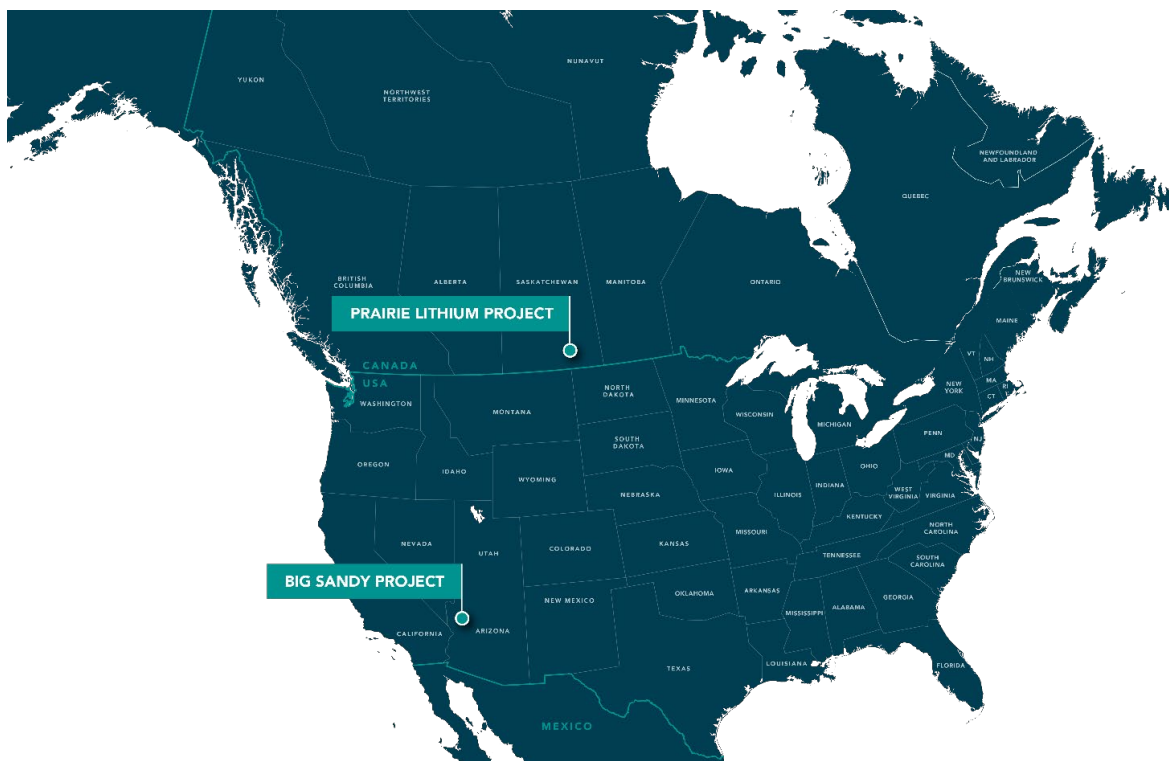 YUKON
NUNAVUT
NORTHWEST
TERRITORIES
NEWFOUNDLAND
AND LABRADOR
QUEBEC
BRITISH
COLUMBIA
ALBERTA
SASKATCHEWAN
MANITOBA
ONTARIO
NEW
BRUNSWICK
PRAIRIE LITHIUM PROJECT
MAINE
CANADA
USA
WASHINGTON
MONTANA
NORTH
DAKOTA
MINNESOTA
VT
NH
MA
RI
CT
NEW
YORK
WISCONSIN
MICHIGAN
SOUTH
DAKOTA
OREGON
IDAHO
WYOMING
IOWA
PENN
NJ
MD
OHIO
INDIANA
ILLINOIS
NEBRASKA
WEST
VIRGINIA
VIRGINIA
KENTUCKY
NEVADA
UTAH
COLORADO
KANSAS
MISSOURI
NORTH
CAROLINA
TENNESSEE
SOUTH
CAROLINA
BIG SANDY PROJECT
NEW MEXICO
OKLAHOMA
ARKANSAS
MISSISSIPPI
ALABAMA
GEORGIA
CALIFORNIA
ARIZONA
TEXAS
LOUISIANA
FLORIDA
MEXICO